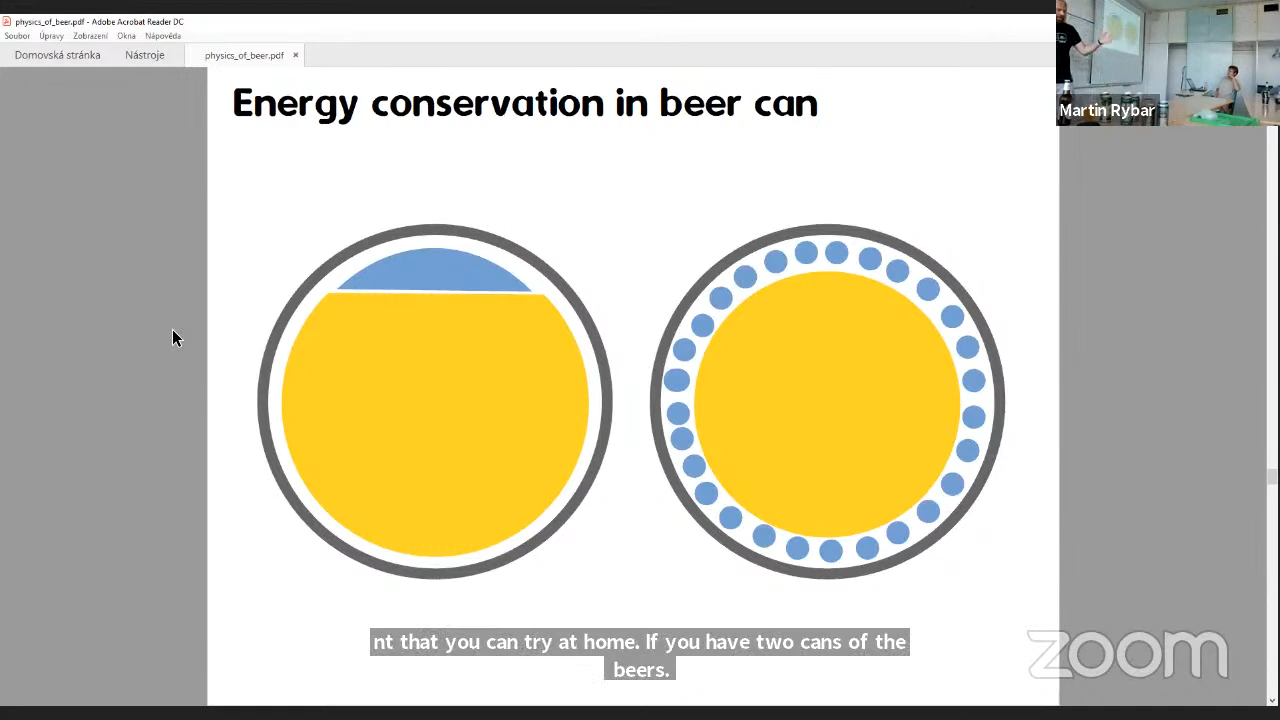 physics_of_beer.pdf - Adobe Acrobat Reader DC
Soubor Úpravy Zobrazení Okna Nápověda
Domovská stránka Nástroje physics_of_beer.pdf ×
Energy conservation in beer can
Martin Rybar
nt that you can try at home. If you have two cans of the
beers.
zoom